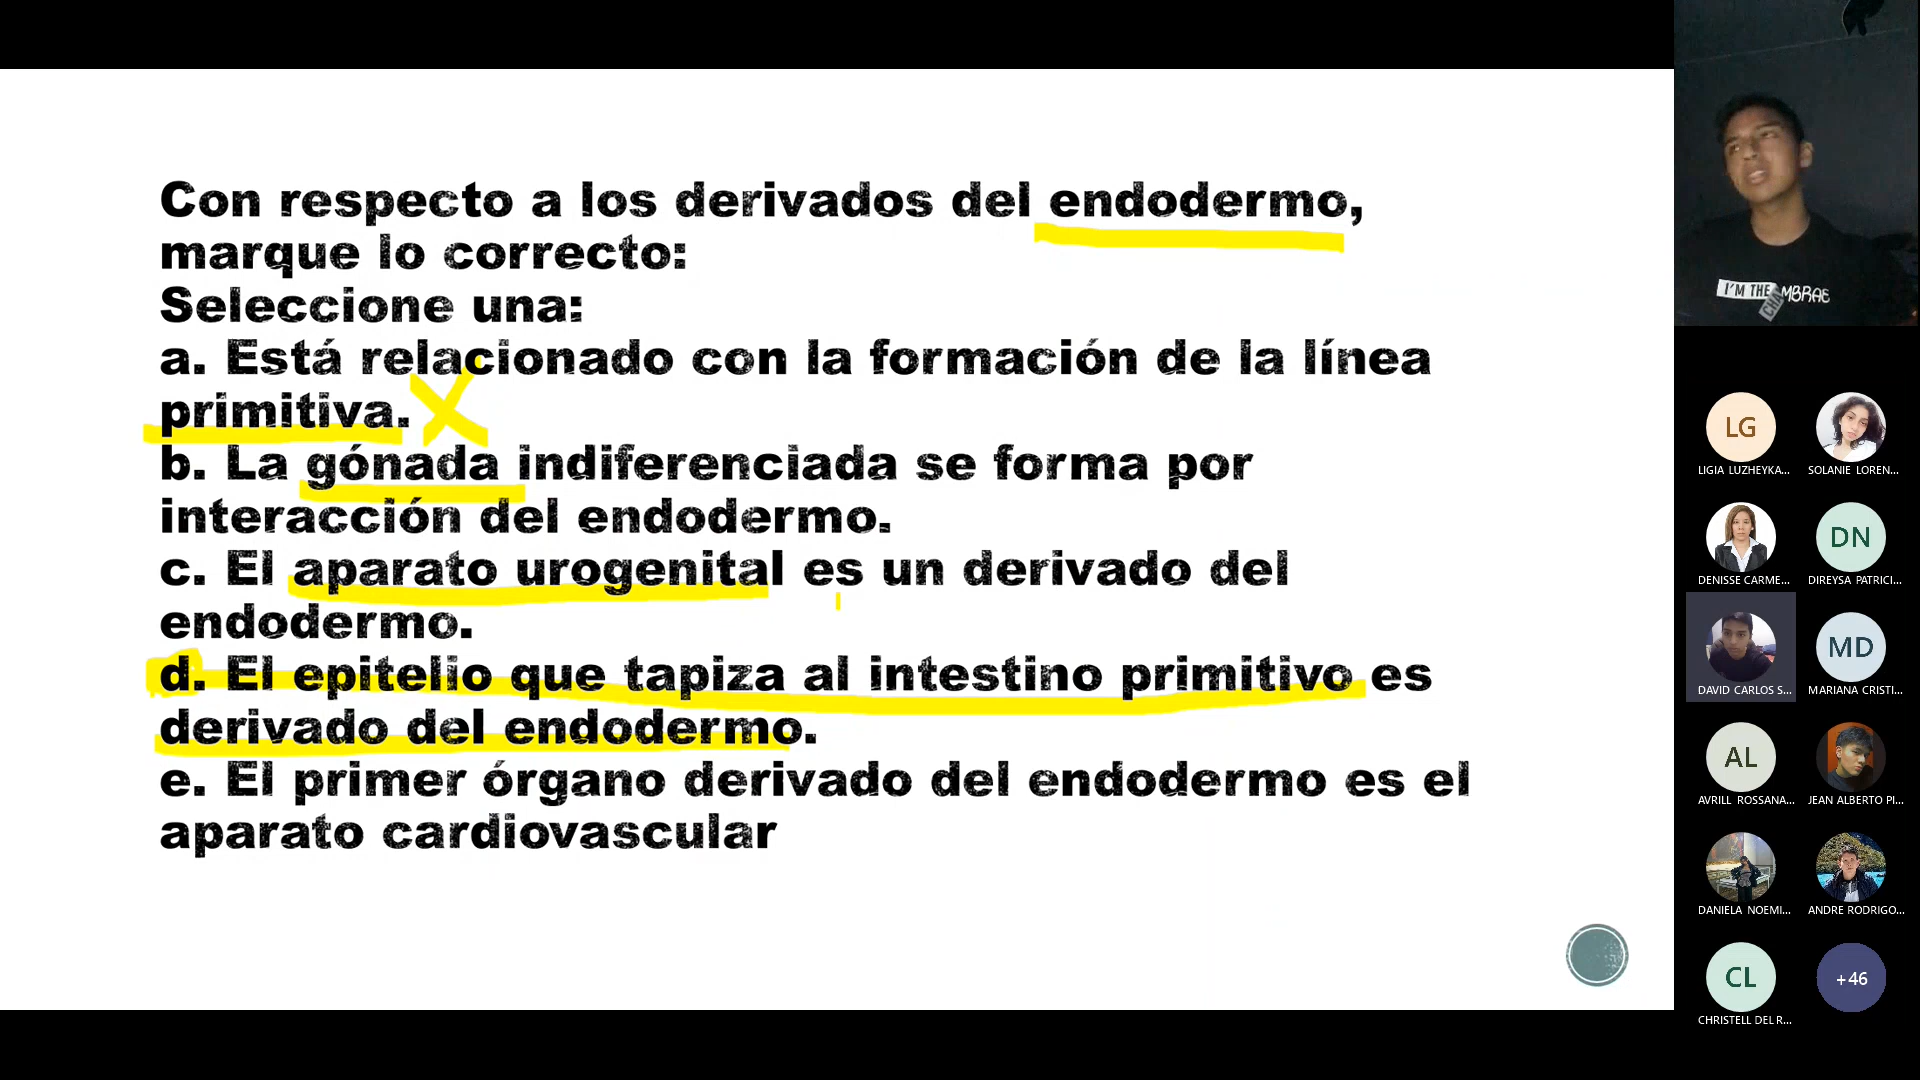 Con respecto a los derivados del endodermo,
marque lo correcto:
Seleccione una:
a. Está relacionado con la formación de la línea
primitiva.
b. La gónada indiferenciada se forma por
interacción del endodermo.
c. El aparato urogenital es un derivado del
endodermo.
d. El epitelio que tapiza al intestino primitivo es
derivado del endodermo.
e. El primer órgano derivado del endodermo es el
aparato cardiovascular
I'M THE
LG
LIGIA LUZHEYKA...
SOLANIE LOREN...
DENISSE CARME...
DN
DIREYSA PATRICI...
DAVID CARLOS S...
MD
MARIANA CRISTI...
AL
AVRILL ROSSANA...
JEAN ALBERTO PI...
DANIELA NOEMI...
ANDRE RODRIGO...
CL
CHRISTELL DEL R...
+46